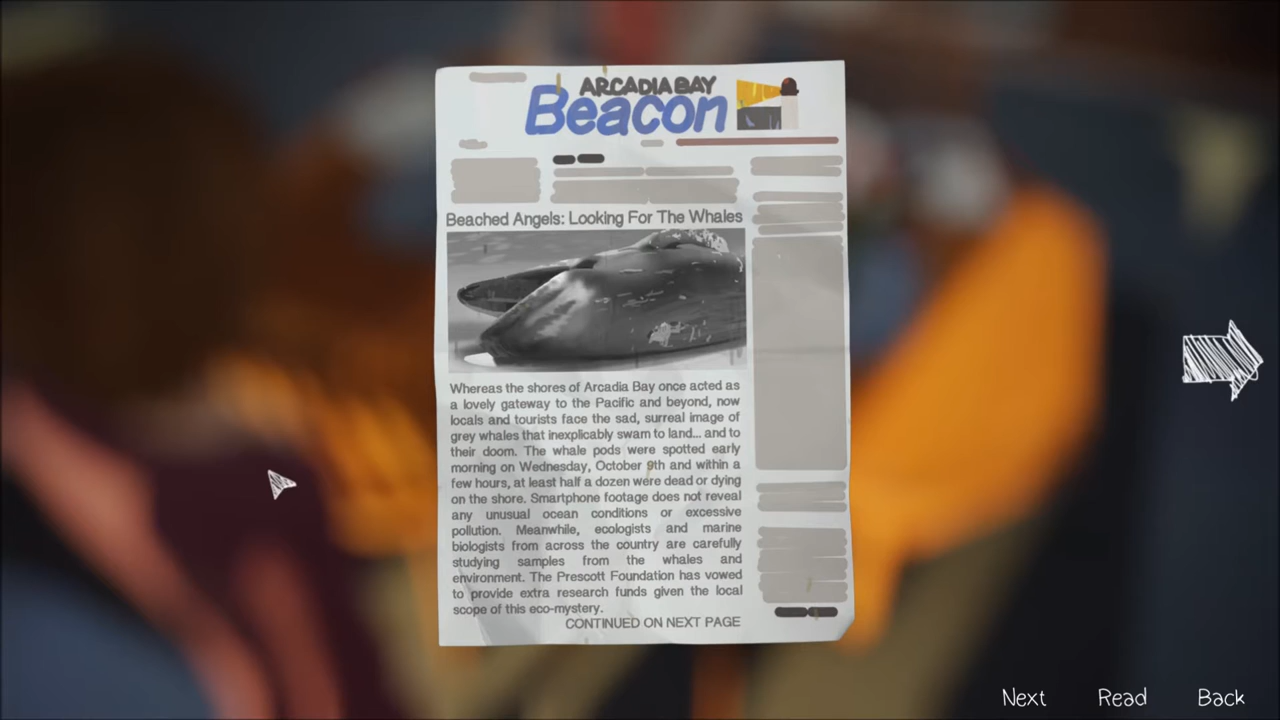 ARCADIA BAY
Beacon
Beached Angels: Looking For The Whales
Whereas the shores of Arcadia Bay once acted as
a lovely gateway to the Pacific and beyond, now
locals and tourists face the sad, surreal image of
grey whales that inexplicably swam to land... and to
their doom. The whale pods were spotted early
morning on Wednesday, October 9th and within a
few hours, at least half a dozen were dead or dying
on the shore. Smartphone footage does not reveal
any unusual ocean conditions or excessive
pollution. Meanwhile, ecologists and marine
biologists from across the country are carefully
studying samples from the whales and
environment. The Prescott Foundation has vowed
to provide extra research funds given the local
scope of this eco-mystery.
CONTINUED ON NEXT PAGE
Next Read Back